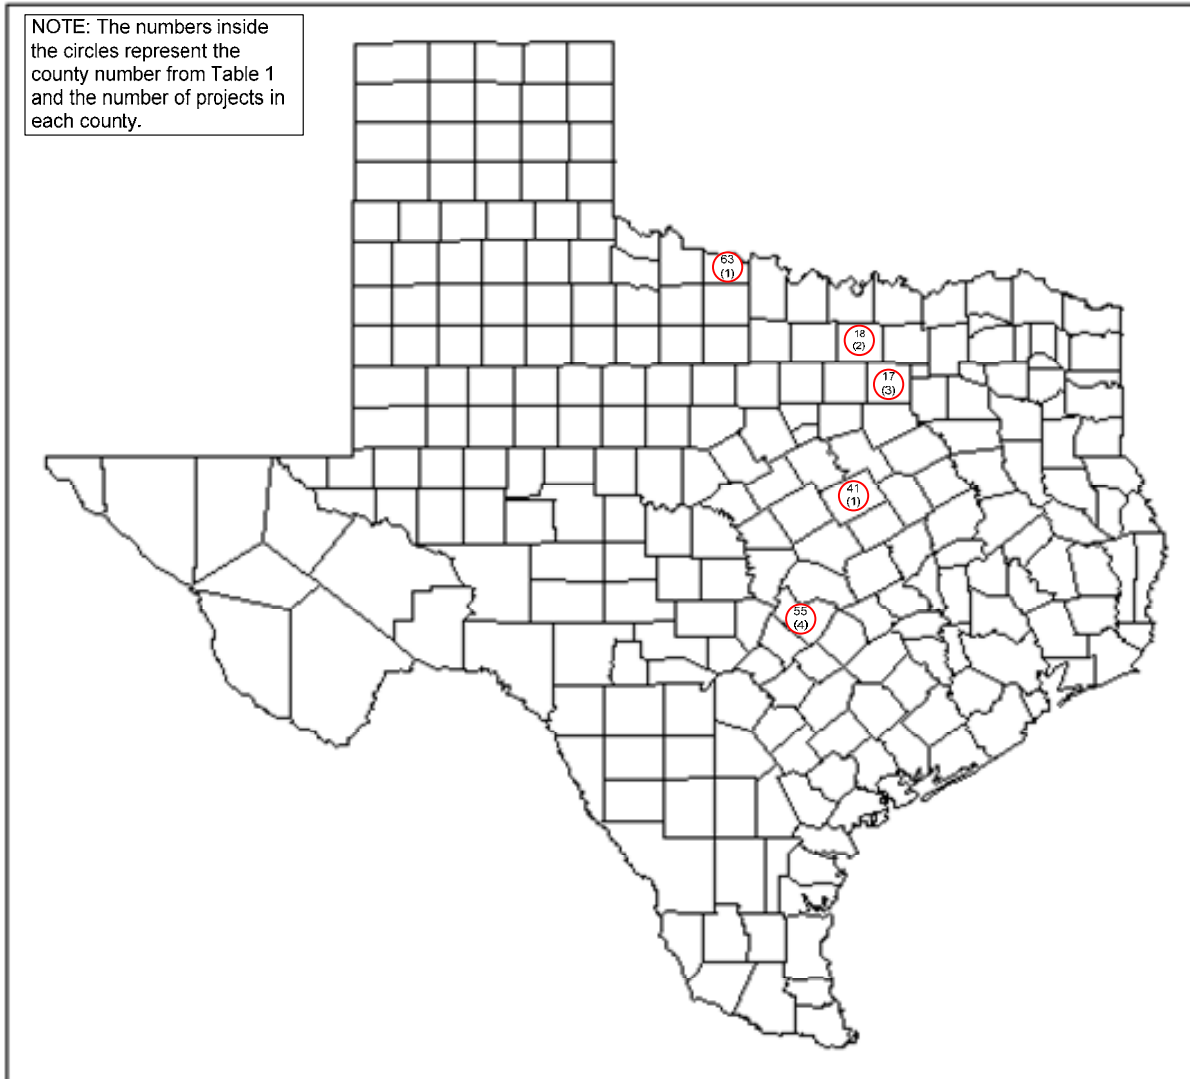 NOTE: The numbers inside
the circles represent the
county number from Table 1
and the number of projects in
each county.
63
(1)
18
(2)
17
(3)
41
(1)
55
(4)